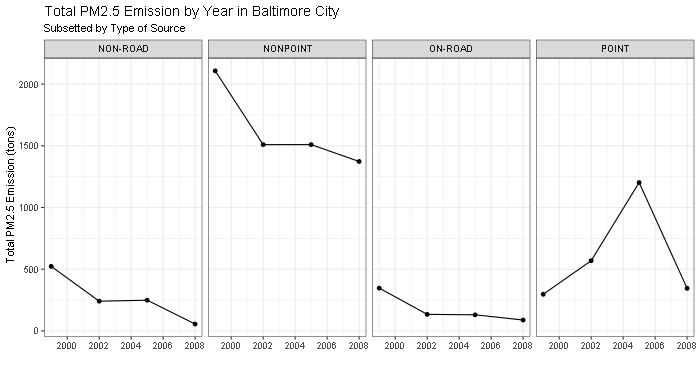 Total PM2.5 Emission by Year in Baltimore City
Subsetted by Type of Source
NON-ROAD NONPOINT ON-ROAD POINT
Total PM2.5 Emission (tons)
2000
1500
1000
500
0
2000 2002 2004 2006 2008 2000 2002 2004 2006 2008 2000 2002 2004 2006 2008 2000 2002 2004 2006 2008